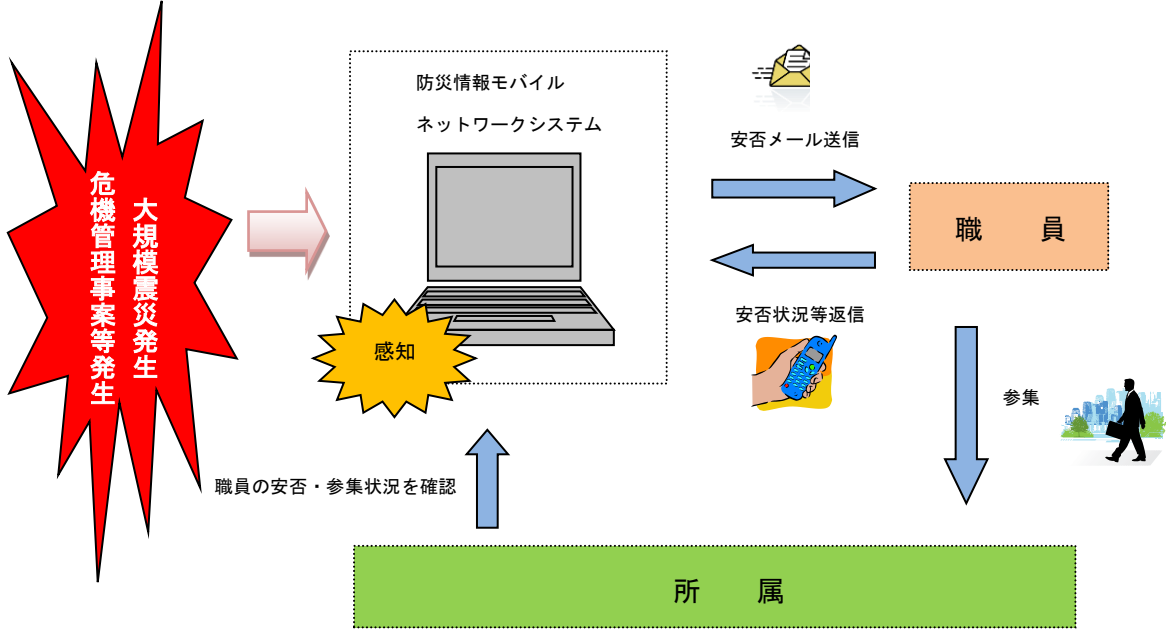 大規模震災発生
危機管理事案等発生
防災情報モバイル
ネットワークシステム
感知
安否メール送信
職　員
安否状況等返信
参集
職員の安否・参集状況を確認
所　属